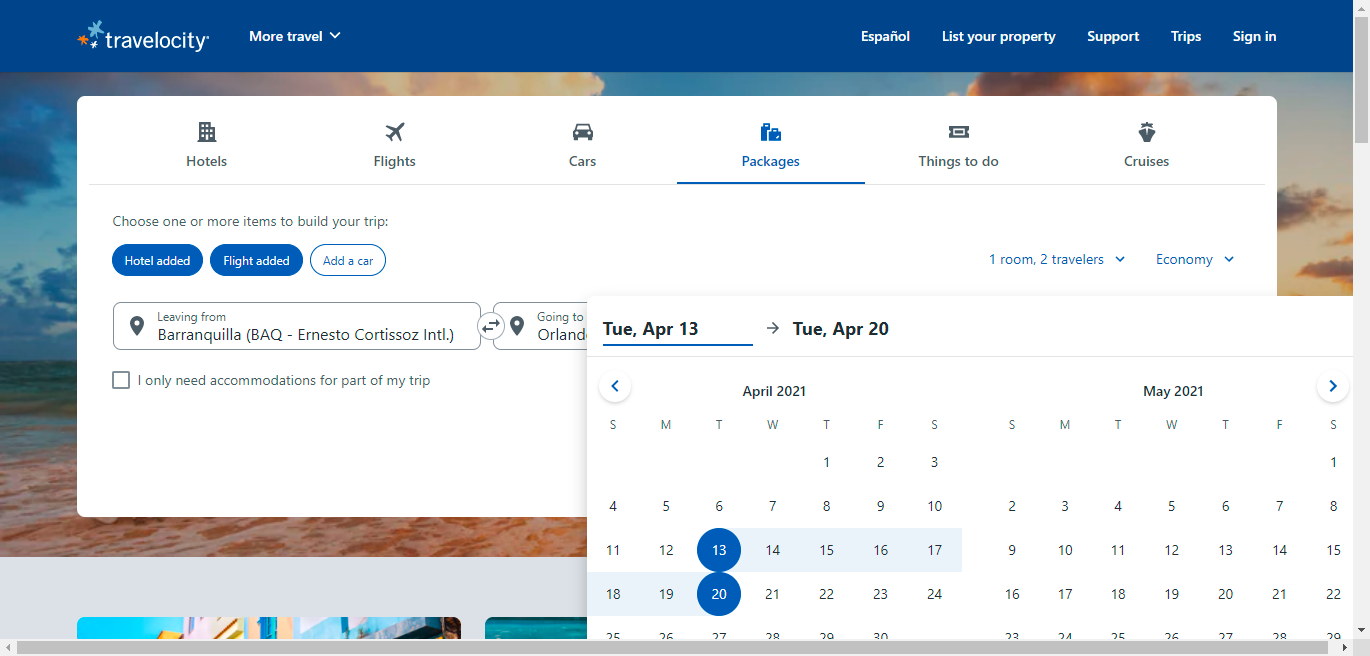 travelocity
More travel
Español
List your property
Support
Trips
Sign in
Hotels
Flights
Cars
Packages
Things to do
Cruises
Choose one or more items to build your trip:
Hotel added
Flight added
Add a car
1 room, 2 travelers
Economy
Leaving from
Barranquilla (BAQ - Ernesto Cortissoz Intl.)
Going to
Orland
I only need accommodations for part of my trip
Tue, Apr 13
Tue, Apr 20
April 2021
S M T W T F S
1 2 3
4 5 6 7 8 9 10
11 12 13 14 15 16 17
18 19 20 21 22 23 24
25 26 27 28 29 30
May 2021
S M T W T F S
1
2 3 4 5 6 7 8
9 10 11 12 13 14 15
16 17 18 19 20 21 22
23 24 25 26 27 28 29